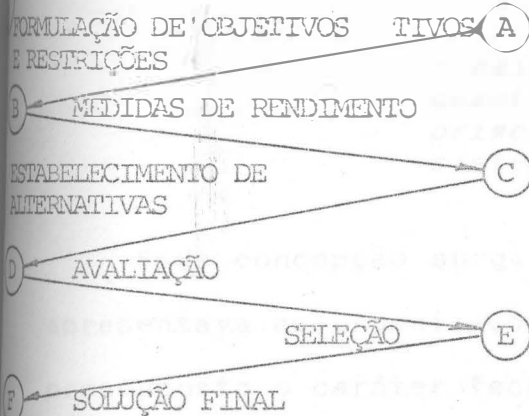 FORMULAÇÃO DE OBJETIVOS TIVOS A
E RESTRIÇÕES
B MEDIDAS DE RENDIMENTO
ESTABELECIMENTO DE C
ALTERNATIVAS
D AVALIAÇÃO
SELEÇÃO E
F SOLUÇÃO FINAL